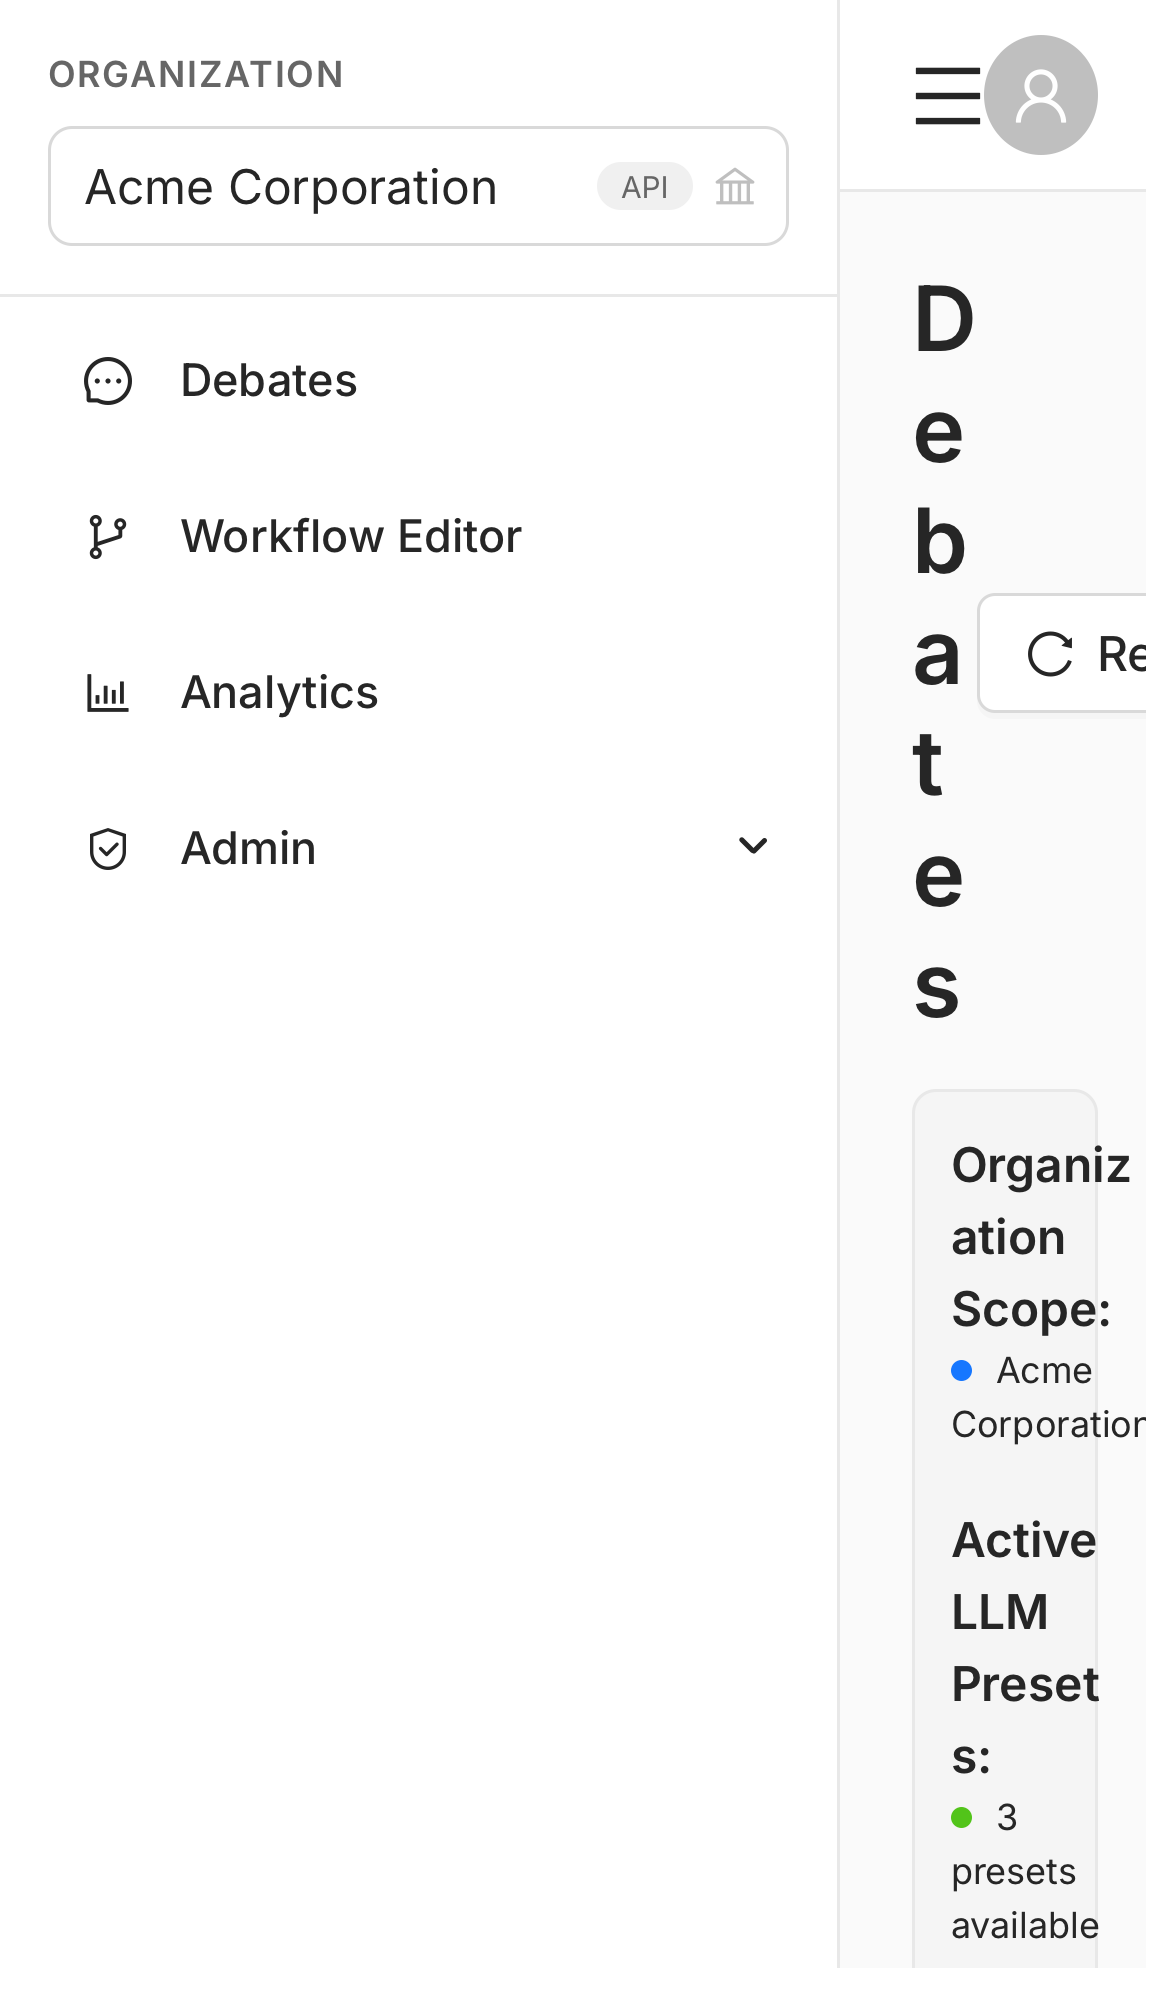 ORGANIZATION
Acme Corporation API
Debates
Workflow Editor
Analytics
Admin
D
e
b
a
t
e
s
Re
Organiz
ation
Scope:
Acme
Corporation
Active
LLM
Preset
s:
3
presets
available